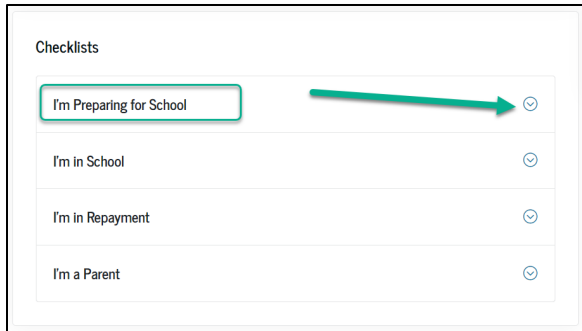 Checklists
I'm Preparing for School
I'm in School
I'm in Repayment
I'm a Parent